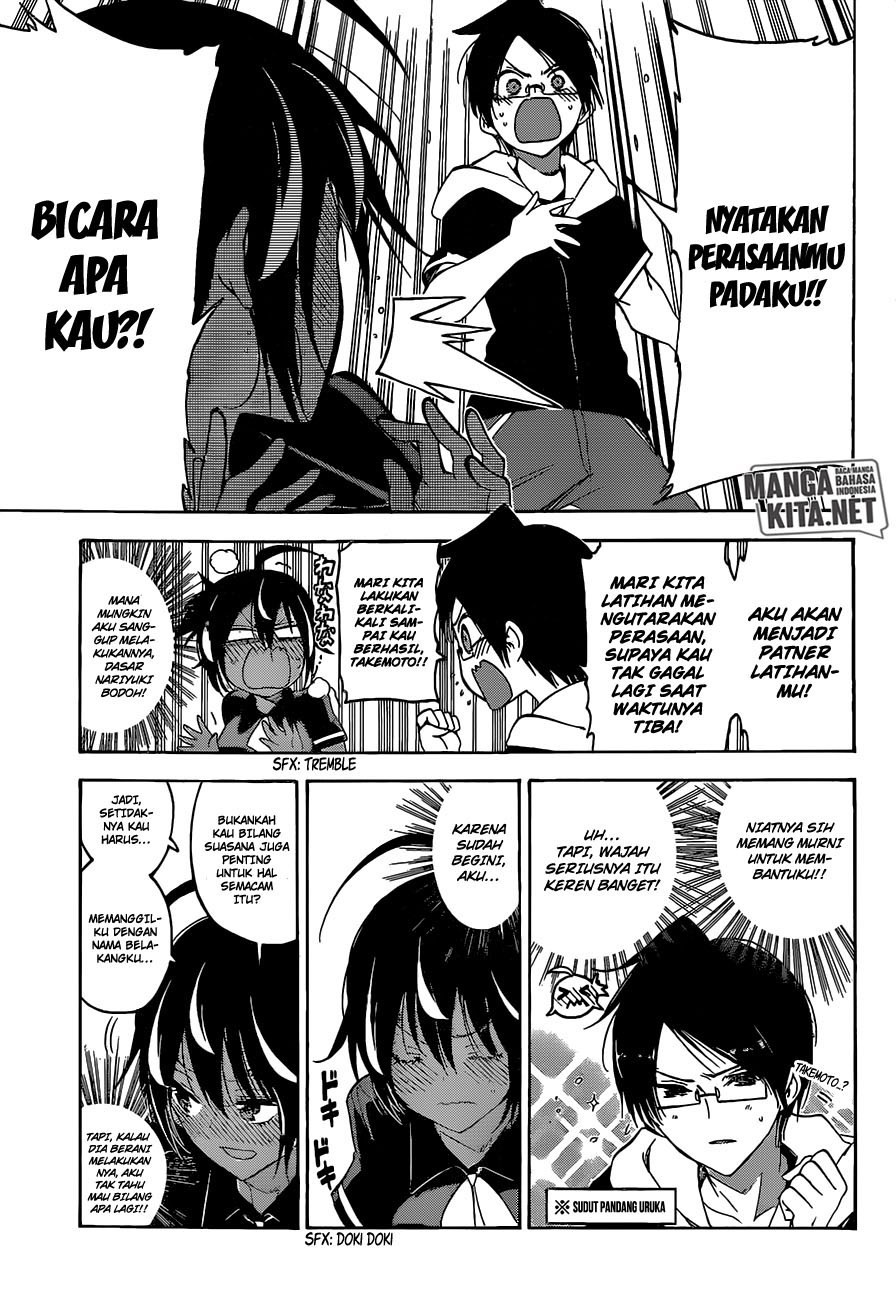 NYATAKAN
PERASAANMU
PADAKU!!
BICARA
APA
KAU?!
MANGA
KITA.NET
BACA MANGA
BAHASA
INDONESIA
AKU AKAN
MENJADI
PATNER
LATIHAN-
MU!
MARI KITA
LATIHAN ME-
NGUTARAKAN
PERASAAN,
SUPAYA KAU
TAK GAGAL
LAGI SAAT
WAKTUNYA
TIBA!
MARI KITA
LAKUKAN
BERKALI-
KALI SAM-
PAI KAU
BERHASIL,
TAKEMOTO!!
MANA
MUNGKIN
AKU SANG-
GUP MELA-
KUKANNYA,
DASAR
NARIYUKI
BODOH!
SFX: TREMBLE
NIATNYA SIH
MEMANG MURNI
UNTUK MEM-
BANTUKU!!
UH...
TAPI, WAJAH
SERIUSNYA ITU
KEREN BANGET!
TAKEMOTO..?
※ SUDUT PANDANG URUKA
KARENA
SUDAH
BEGINI,
AKU...
ドキドキ
SFX: DOKI DOKI
BUKANKAH
KAU BILANG
SUASANA JUGA
PENTING
UNTUK HAL
SEMACAM
ITU?
JADI,
SETIDAK-
NYA KAU
HARUS...
MEMANGGIL-
KU DENGAN
NAMA BELA-
KANGKU...
TAPI, KALAU
DIA BERANI
MELAKUKAN
NYA, AKU
TAK TAHU
MAU BILANG
APA LAGI!!